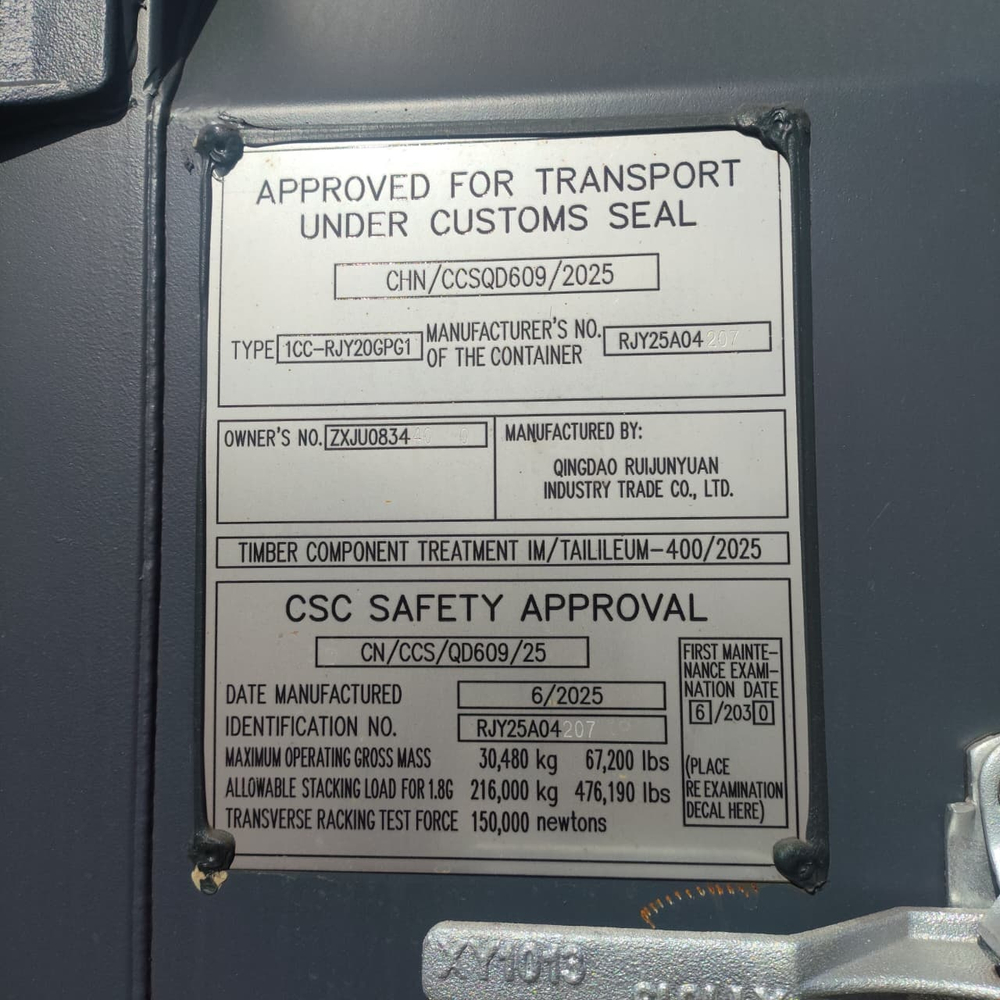 APPROVED FOR TRANSPORT
UNDER CUSTOMS SEAL
CHN/CCSQD609/2025
TYPE 1CC-RJY20GPG1 MANUFACTURER'S NO. OF THE CONTAINER RJY25A04207
OWNER'S NO. ZXJU0834
MANUFACTURED BY:
QINGDAO RUIJUNYUAN
INDUSTRY TRADE CO., LTD.
TIMBER COMPONENT TREATMENT IM/TAILILEUM-400/2025
CSC SAFETY APPROVAL
CN/CCS/QD609/25
DATE MANUFACTURED 6/2025
IDENTIFICATION NO. RJY25A04207
MAXIMUM OPERATING GROSS MASS 30,480 kg 67,200 lbs
ALLOWABLE STACKING LOAD FOR 1.8G 216,000 kg 476,190 lbs
TRANSVERSE RACKING TEST FORCE 150,000 newtons
FIRST MAINTE-
NANCE EXAMI-
NATION DATE
6/2030
(PLACE
RE EXAMINATION
DECAL HERE)
XY1013